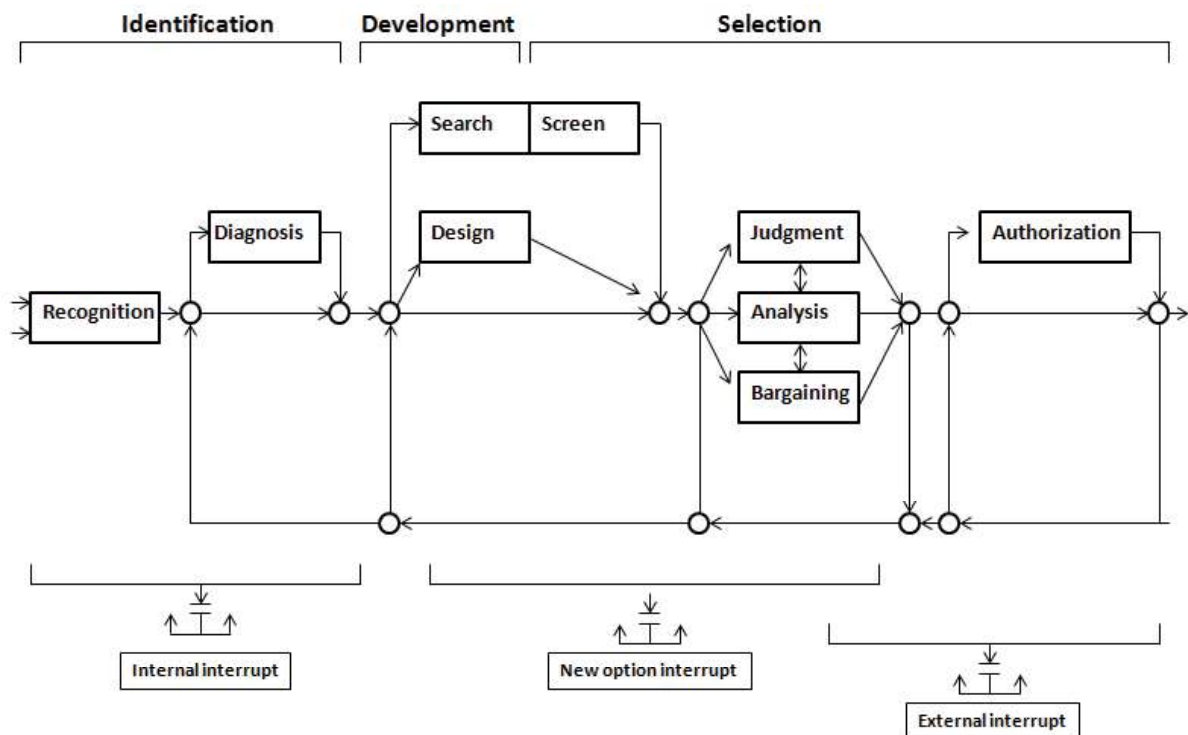 Identification
Development
Selection
Search
Screen
Diagnosis
Design
Judgment
Authorization
Recognition
Analysis
Bargaining
Internal interrupt
New option interrupt
External interrupt